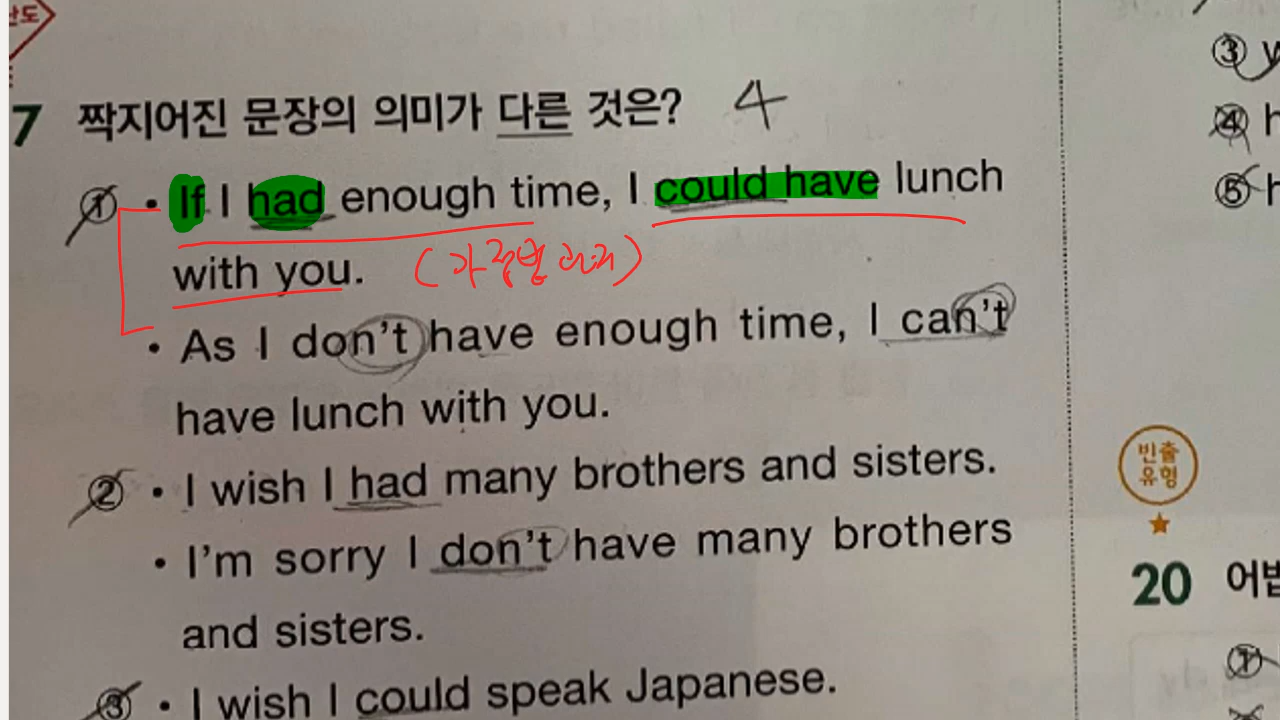 난도
7 짝지어진 문장의 의미가 다른 것은? 4
① • If I had enough time, I could have lunch
with you. (가정법 과거)
• As I don't have enough time, I can't
have lunch with you.
② • I wish I had many brothers and sisters.
• I'm sorry I don't have many brothers
and sisters.
③ • I wish I could speak Japanese.
③ w
④ h
⑤ h
빈출
유형
20 어법
①